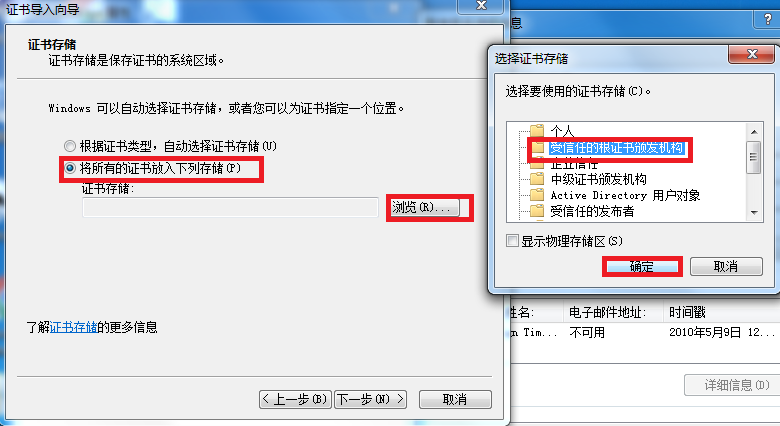 证书导入向导
证书存储
证书存储是保存证书的系统区域。
Windows 可以自动选择证书存储，或者您可以为证书指定一个位置。
根据证书类型，自动选择证书存储(U)
将所有的证书放入下列存储(P)
证书存储:
浏览(R)...
了解证书存储的更多信息
< 上一步(B)
下一步(N) >
取消
息
选择证书存储
选择要使用的证书存储(C)。
个人
受信任的根证书颁发机构
企业信任
中级证书颁发机构
Active Directory 用户对象
受信任的发布者
显示物理存储区(S)
确定
取消
姓名:
电子邮件地址:
时间戳
Tim...
不可用
2010年5月9日 12...
详细信息(D)